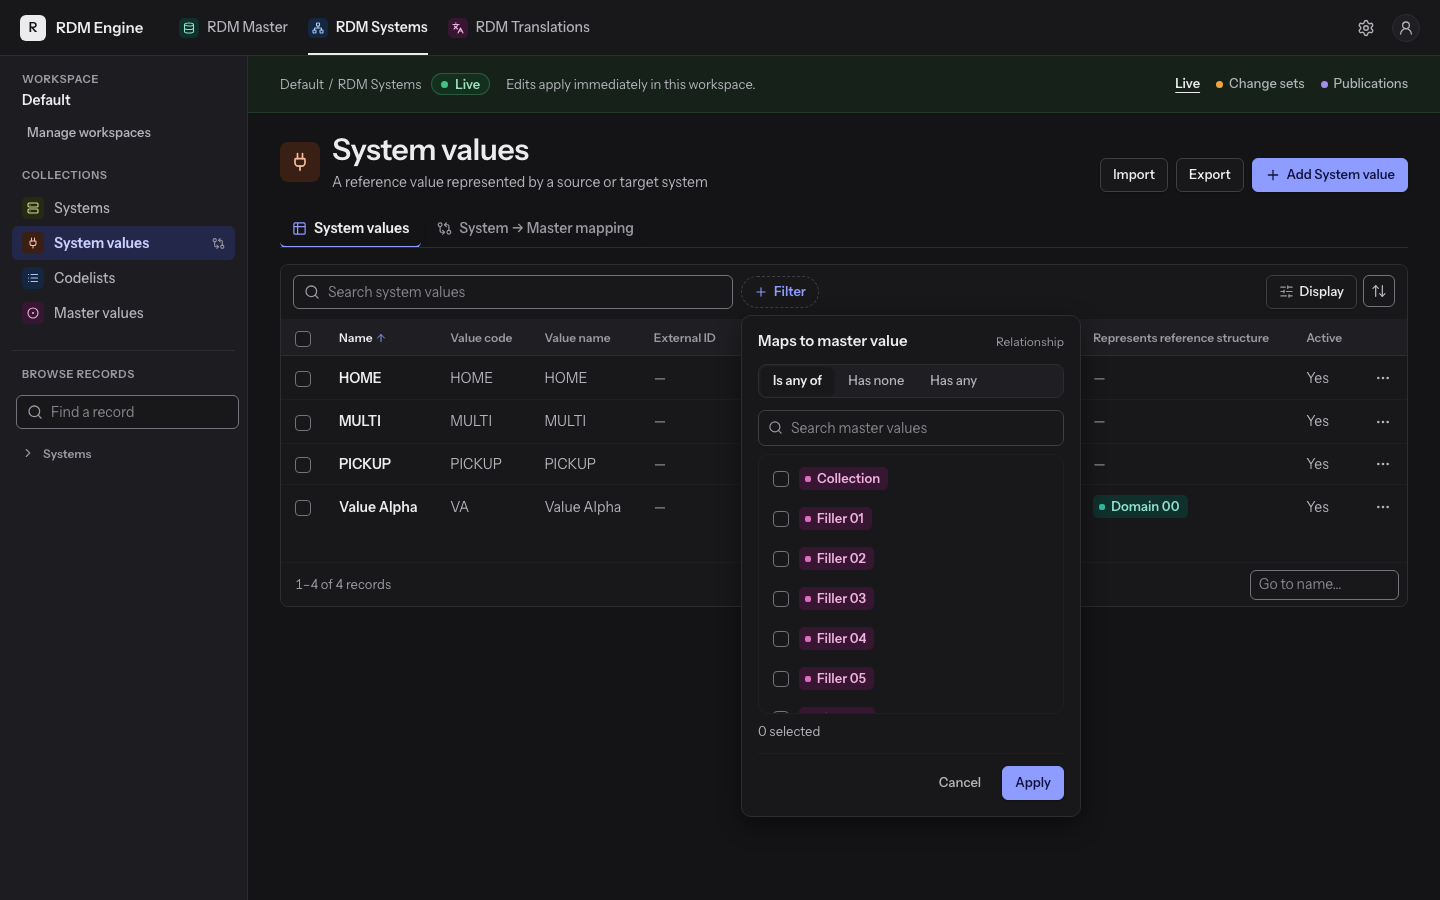 R RDM Engine RDM Master RDM Systems RDM Translations
WORKSPACE
Default
Manage workspaces
COLLECTIONS
Systems
System values
Codelists
Master values
BROWSE RECORDS
Find a record
Systems
Default / RDM Systems Live Edits apply immediately in this workspace. Live Change sets Publications
System values
A reference value represented by a source or target system
Import Export + Add System value
System values System → Master mapping
Search system values + Filter Display
Name ↑ Value code Value name External ID Represents reference structure Active
HOME HOME HOME — — Yes ...
MULTI MULTI MULTI — — Yes ...
PICKUP PICKUP PICKUP — — Yes ...
Value Alpha VA Value Alpha — Domain 00 Yes ...
1–4 of 4 records Go to name...
Maps to master value Relationship
Is any of Has none Has any
Search master values
Collection
Filler 01
Filler 02
Filler 03
Filler 04
Filler 05
0 selected
Cancel Apply